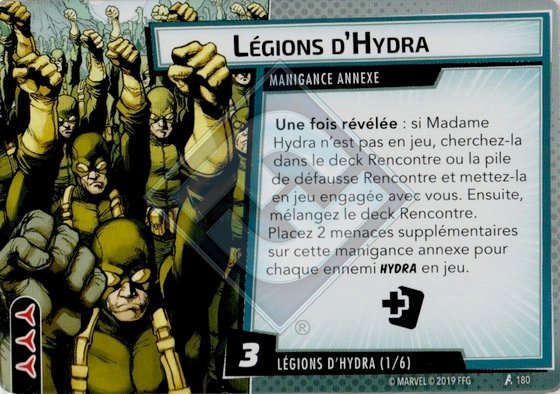 LÉGIONS D'HYDRA
MANIGANCE ANNEXE
Une fois révélée : si Madame
Hydra n'est pas en jeu, cherchez-la
dans le deck Rencontre ou la pile
de défausse Rencontre et mettez-la
en jeu engagée avec vous. Ensuite,
mélangez le deck Rencontre.
Placez 2 menaces supplémentaires
sur cette manigance annexe pour
chaque ennemi HYDRA en jeu.
®
3
LÉGIONS D'HYDRA (1/6)
© MARVEL © 2019 FFG
180